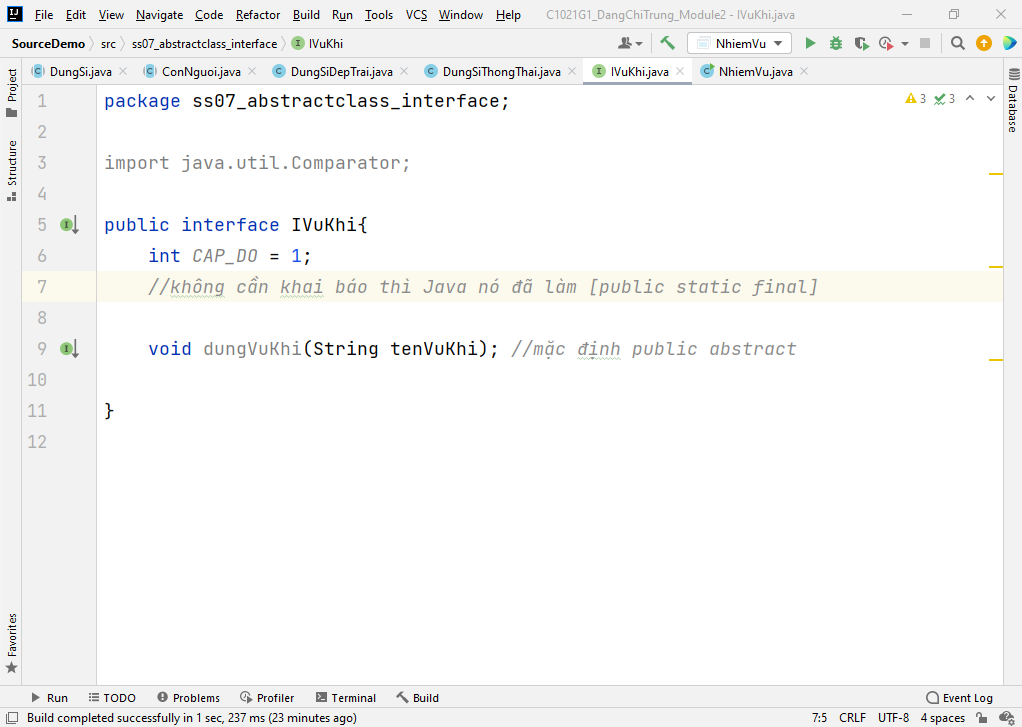 File Edit View Navigate Code Refactor Build Run Tools VCS Window Help C1021G1_DangChiTrung_Module2 - IVuKhi.java
SourceDemo src ss07_abstractclass_interface IVuKhi NhiemVu
DungSi.java ConNguoi.java DungSiDepTrai.java DungSiThongThai.java IVuKhi.java NhiemVu.java
Project
Structure
Favorites
Database
3 3
1 package ss07_abstractclass_interface;
2
3 import java.util.Comparator;
4
5 public interface IVuKhi{
6 int CAP_DO = 1;
7 //không cần khai báo thì Java nó đã làm [public static final]
8
9 void dungVuKhi(String tenVuKhi); //mặc định public abstract
10
11 }
12
Run TODO Problems Profiler Terminal Build Event Log
Build completed successfully in 1 sec, 237 ms (23 minutes ago) 7:5 CRLF UTF-8 4 spaces